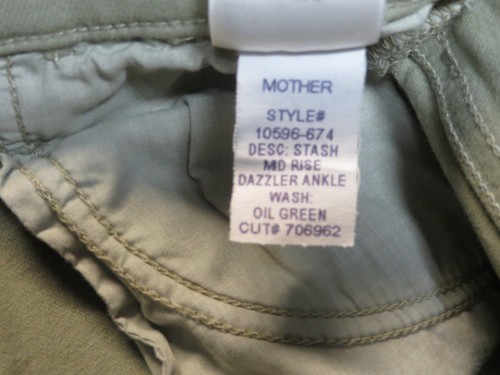 MOTHER
STYLE#
10596-674
DESC: STASH
MID RISE
DAZZLER ANKLE
WASH:
OIL GREEN
CUT# 706962